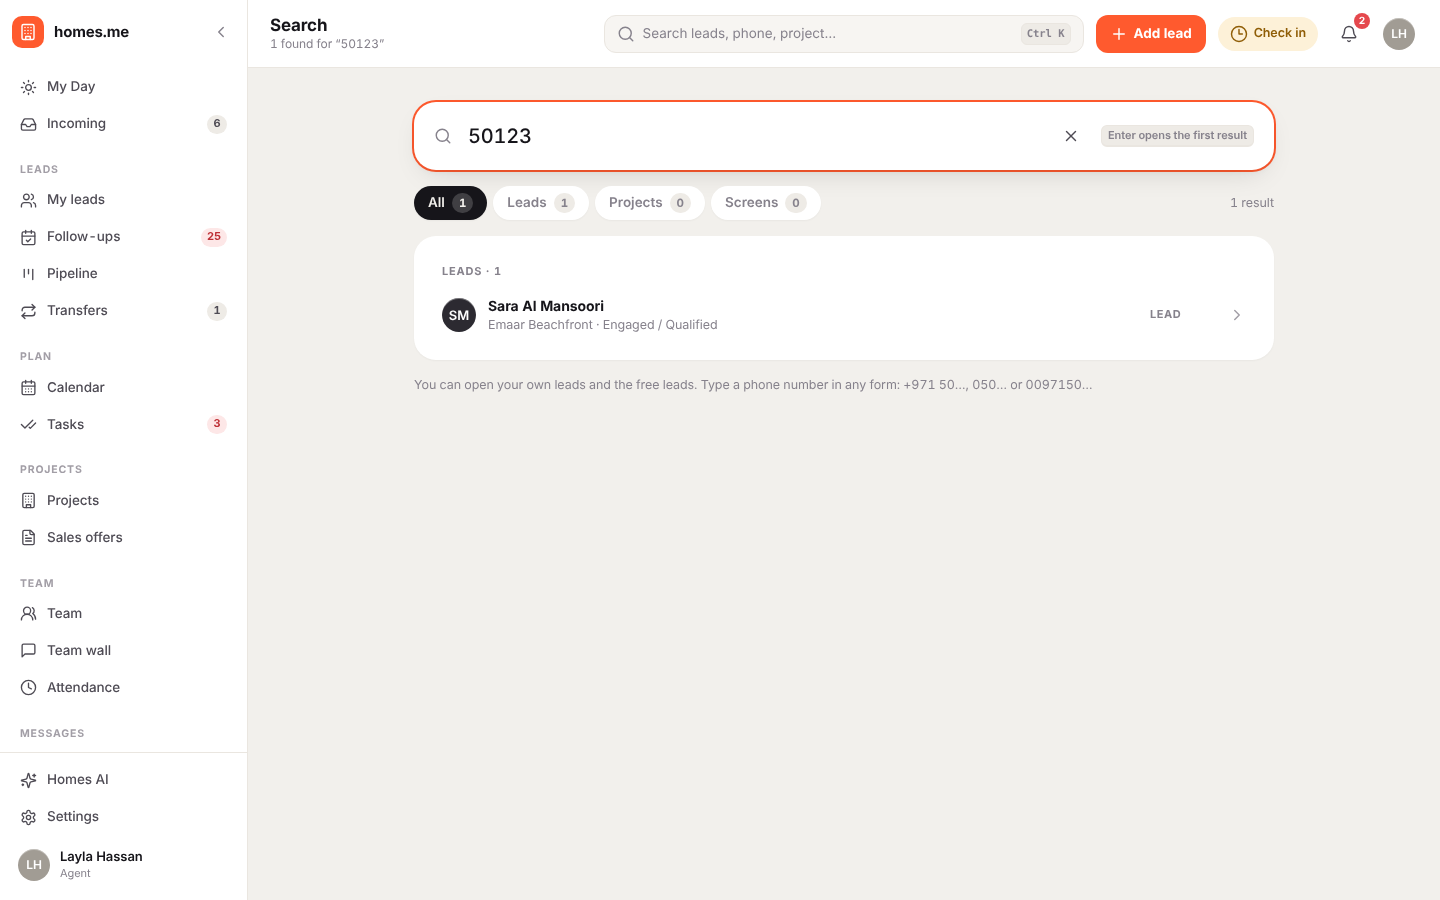 homes.me
My Day
Incoming 6
LEADS
My leads
Follow-ups 25
Pipeline
Transfers 1
PLAN
Calendar
Tasks 3
PROJECTS
Projects
Sales offers
TEAM
Team
Team wall
Attendance
MESSAGES
Homes AI
Settings
LH Layla Hassan
Agent
Search
1 found for “50123”
Search leads, phone, project... Ctrl K
Add lead
Check in
2
LH
50123
Enter opens the first result
All 1 Leads 1 Projects 0 Screens 0
1 result
LEADS · 1
SM Sara Al Mansoori
Emaar Beachfront · Engaged / Qualified
LEAD
You can open your own leads and the free leads. Type a phone number in any form: +971 50…, 050… or 0097150…